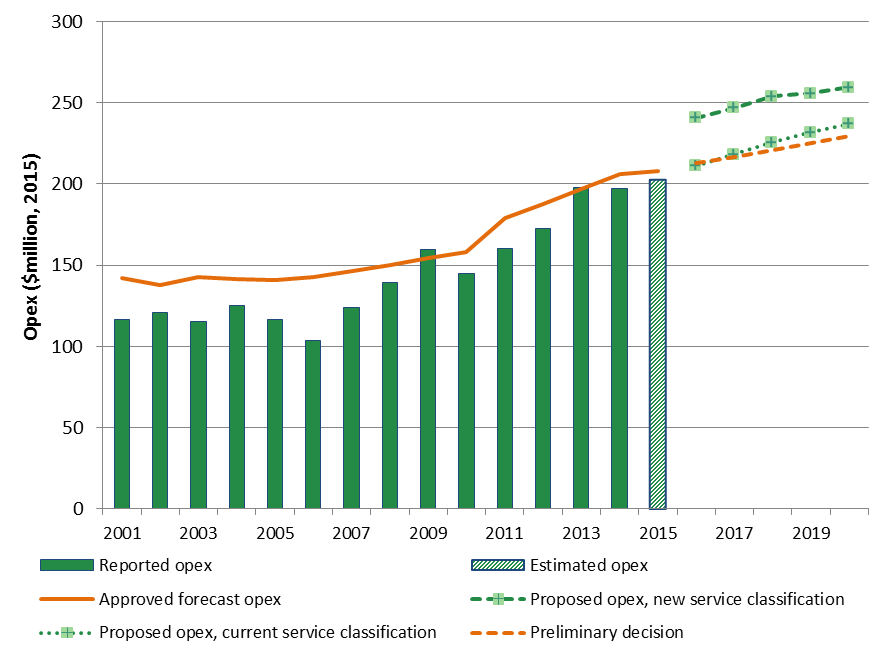 300
250
200
150
100
50
0
Opex ($million, 2015)
2001 2003 2005 2007 2009 2011 2013 2015 2017 2019
Reported opex
Estimated opex
Approved forecast opex
Proposed opex, new service classification
Proposed opex, current service classification
Preliminary decision